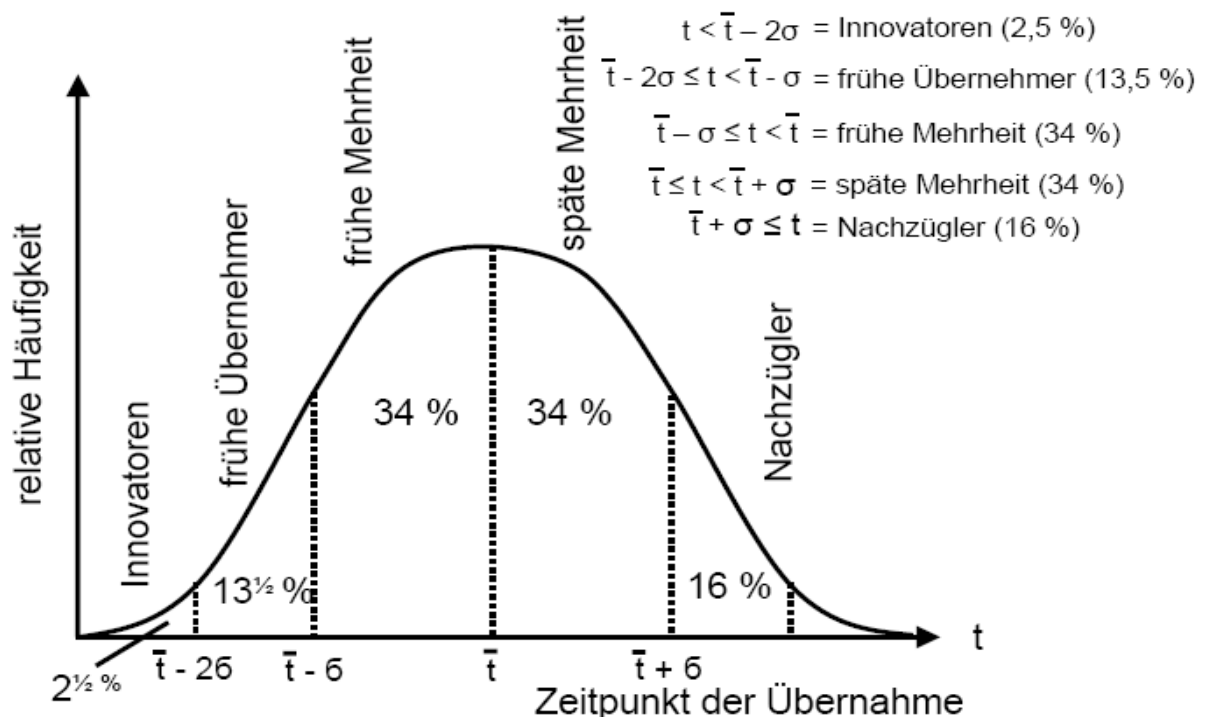 t < t̄ – 2σ = Innovatoren (2,5 %)
t̄ - 2σ ≤ t < t̄ - σ = frühe Übernehmer (13,5 %)
t̄ – σ ≤ t < t̄ = frühe Mehrheit (34 %)
t̄ ≤ t < t̄ + σ = späte Mehrheit (34 %)
t̄ + σ ≤ t = Nachzügler (16 %)
relative Häufigkeit
Innovatoren
frühe Übernehmer
frühe Mehrheit
späte Mehrheit
Nachzügler
2½ %
13½ %
34 %
34 %
16 %
t̄ - 2б
t̄ - б
t̄
t̄ + б
t
Zeitpunkt der Übernahme